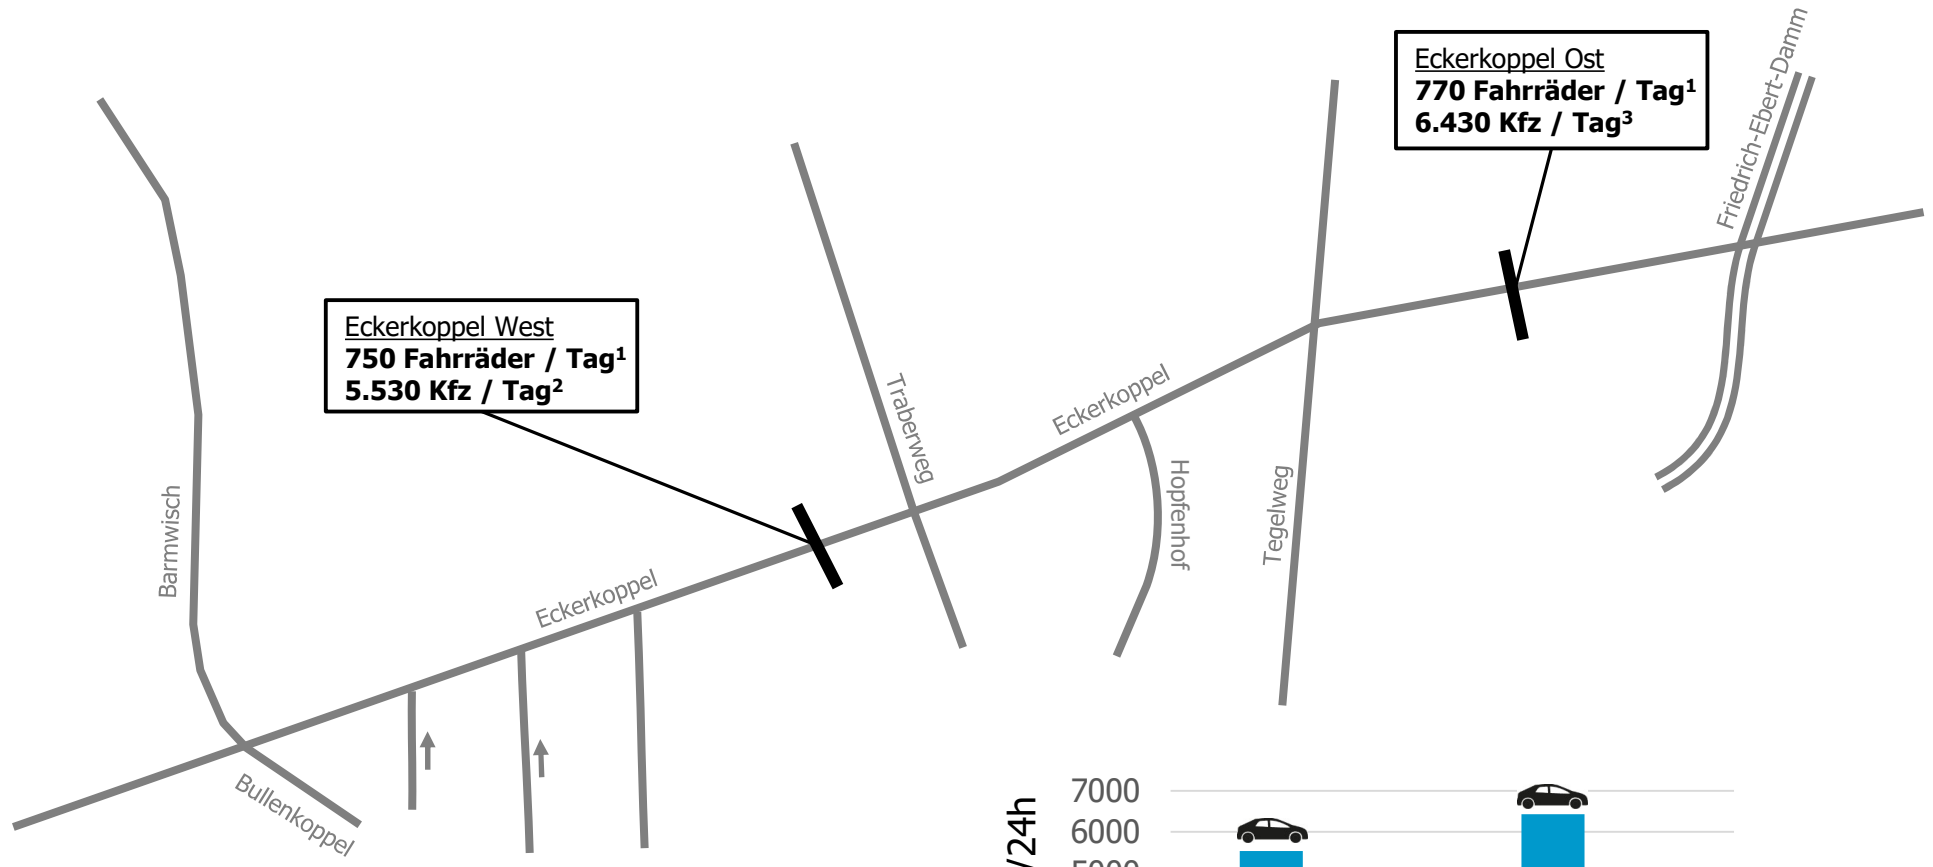 Eckerkoppel Ost
770 Fahrräder / Tag¹
6.430 Kfz / Tag³
Friedrich-Ebert-Damm
Eckerkoppel West
750 Fahrräder / Tag¹
5.530 Kfz / Tag²
Traberweg
Eckerkoppel
Hopfenhof
Tegelweg
Barmwisch
Eckerkoppel
Bullenkoppel
/24h
7000
6000
5000